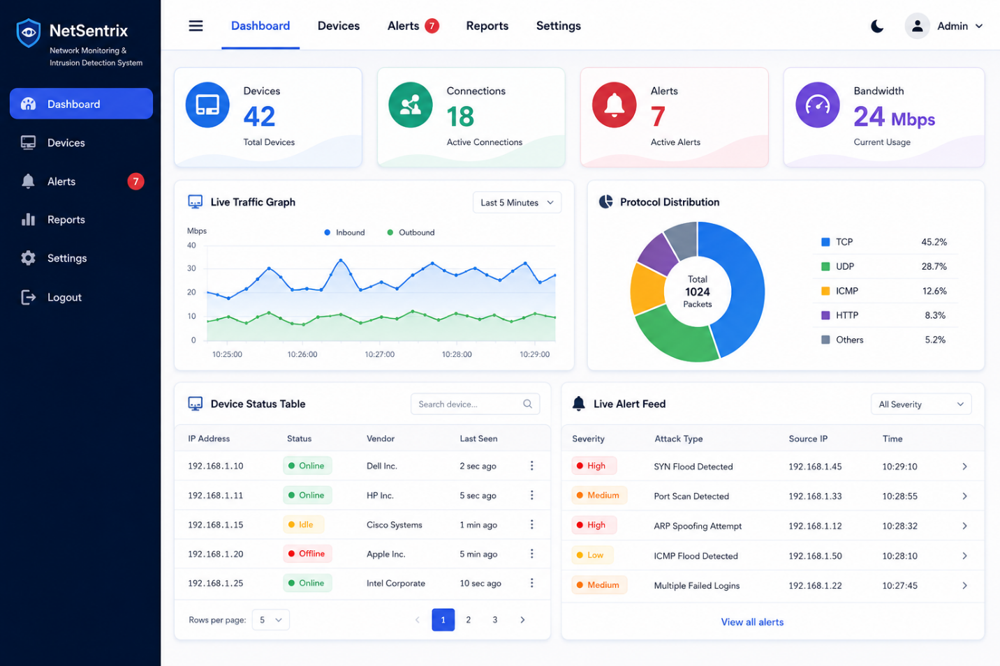 NetSentrix
Network Monitoring &
Intrusion Detection System
Dashboard
Devices
Alerts 7
Reports
Settings
Logout
Dashboard Devices Alerts 7 Reports Settings
Admin
Devices
42
Total Devices
Connections
18
Active Connections
Alerts
7
Active Alerts
Bandwidth
24 Mbps
Current Usage
Live Traffic Graph
Last 5 Minutes
Mbps
Inbound Outbound
40
30
20
10
0
10:25:00 10:26:00 10:27:00 10:28:00 10:29:00
Protocol Distribution
Total
1024
Packets
TCP 45.2%
UDP 28.7%
ICMP 12.6%
HTTP 8.3%
Others 5.2%
Device Status Table
Search device...
IP Address Status Vendor Last Seen
192.168.1.10 Online Dell Inc. 2 sec ago
192.168.1.11 Online HP Inc. 5 sec ago
192.168.1.15 Idle Cisco Systems 1 min ago
192.168.1.20 Offline Apple Inc. 5 min ago
192.168.1.25 Online Intel Corporate 10 sec ago
Rows per page: 5
1 2 3
Live Alert Feed
All Severity
Severity Attack Type Source IP Time
High SYN Flood Detected 192.168.1.45 10:29:10
Medium Port Scan Detected 192.168.1.33 10:28:55
High ARP Spoofing Attempt 192.168.1.12 10:28:32
Low ICMP Flood Detected 192.168.1.50 10:28:10
Medium Multiple Failed Logins 192.168.1.22 10:27:45
View all alerts